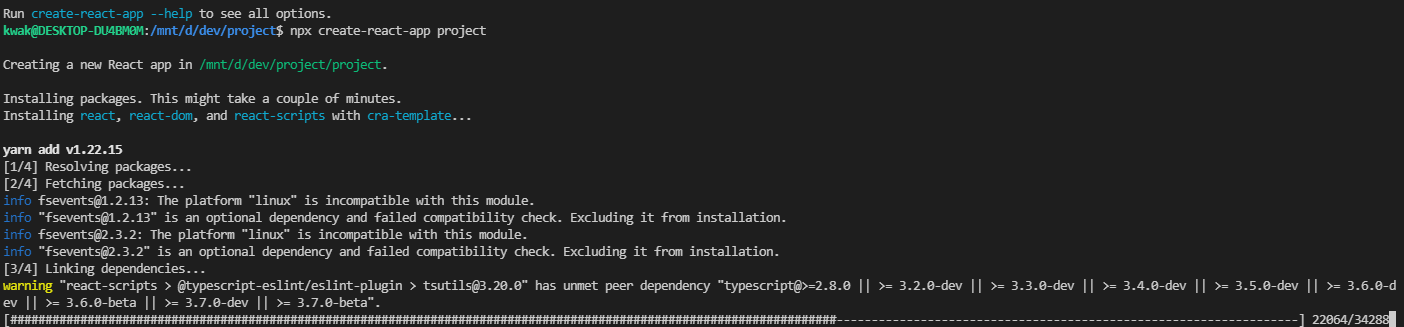 Run create-react-app --help to see all options.
kwak@DESKTOP-DU4BM0M:/mnt/d/dev/project$ npx create-react-app project
Creating a new React app in /mnt/d/dev/project/project.
Installing packages. This might take a couple of minutes.
Installing react, react-dom, and react-scripts with cra-template...
yarn add v1.22.15
[1/4] Resolving packages...
[2/4] Fetching packages...
info fsevents@1.2.13: The platform "linux" is incompatible with this module.
info "fsevents@1.2.13" is an optional dependency and failed compatibility check. Excluding it from installation.
info fsevents@2.3.2: The platform "linux" is incompatible with this module.
info "fsevents@2.3.2" is an optional dependency and failed compatibility check. Excluding it from installation.
[3/4] Linking dependencies...
warning "react-scripts > @typescript-eslint/eslint-plugin > tsutils@3.20.0" has unmet peer dependency "typescript@>=2.8.0 || >= 3.2.0-dev || >= 3.3.0-dev || >= 3.4.0-dev || >= 3.5.0-dev || >= 3.6.0-d
ev || >= 3.6.0-beta || >= 3.7.0-dev || >= 3.7.0-beta".
[######################################################################################################################------------------------------------------------------------------] 22064/34288